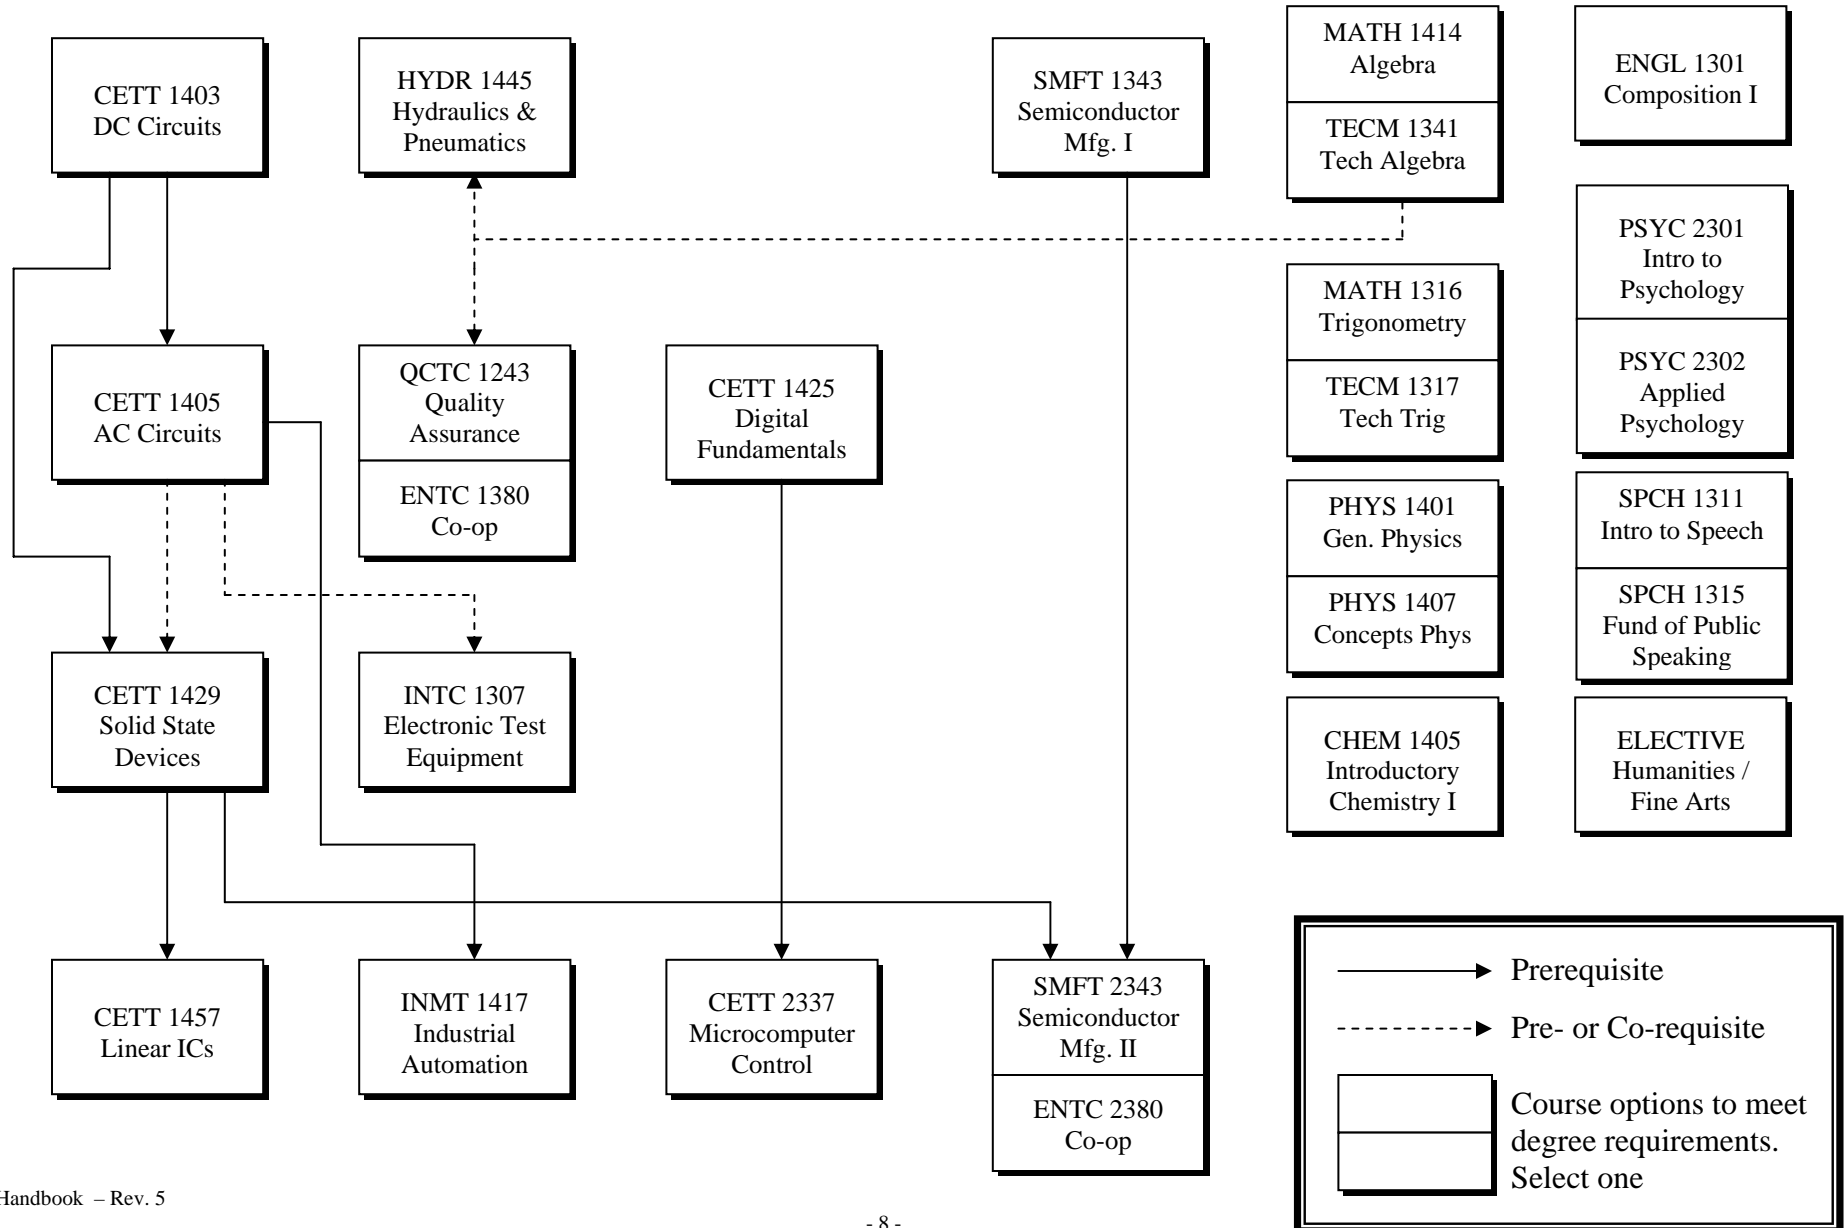 CETT 1403
DC Circuits
HYDR 1445
Hydraulics &
Pneumatics
SMFT 1343
Semiconductor
Mfg. I
MATH 1414
Algebra
TECM 1341
Tech Algebra
ENGL 1301
Composition I
PSYC 2301
Intro to
Psychology
PSYC 2302
Applied
Psychology
MATH 1316
Trigonometry
TECM 1317
Tech Trig
CETT 1405
AC Circuits
QCTC 1243
Quality
Assurance
ENTC 1380
Co-op
CETT 1425
Digital
Fundamentals
PHYS 1401
Gen. Physics
PHYS 1407
Concepts Phys
SPCH 1311
Intro to Speech
SPCH 1315
Fund of Public
Speaking
CETT 1429
Solid State
Devices
INTC 1307
Electronic Test
Equipment
CHEM 1405
Introductory
Chemistry I
ELECTIVE
Humanities /
Fine Arts
CETT 1457
Linear ICs
INMT 1417
Industrial
Automation
CETT 2337
Microcomputer
Control
SMFT 2343
Semiconductor
Mfg. II
ENTC 2380
Co-op
Prerequisite
Pre- or Co-requisite
Course options to meet
degree requirements.
Select one
Handbook – Rev. 5
- 8 -